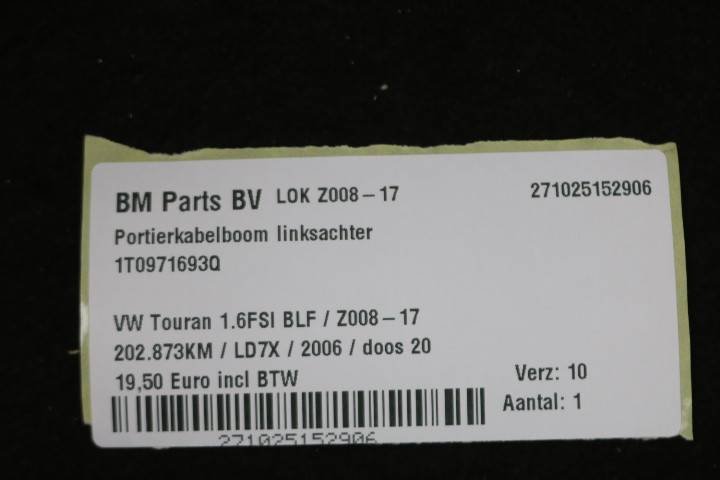 BM Parts BV LOK Z008-17 271025152906
Portierkabelboom linksachter
1T0971693Q
VW Touran 1.6FSI BLF / Z008-17
202.873KM / LD7X / 2006 / doos 20
19,50 Euro incl BTW Verz: 10
Aantal: 1
271025152906